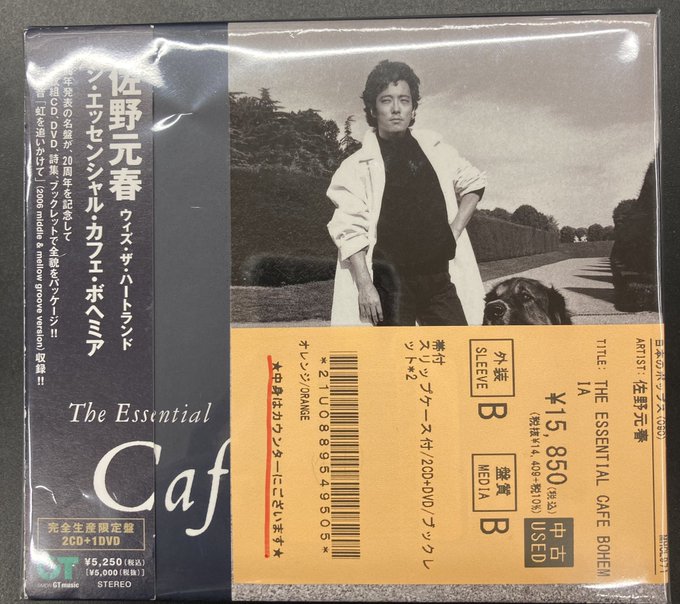 佐野元春
ウィズ・ザ・ハートランド
ン・エッセンシャル・カフェ・ボヘミア
年発表の名盤が、20周年を記念して
組CD、DVD、詩集、ブックレットで全貌をパッケージ!!
「虹を追いかけて」(2006 middle & mellow groove version)収録!!
完全生産限定盤
2CD+1DVD
GT music
¥5,250(税込)
[¥5,000(税抜)]
STEREO
The Essential
Caf
日本のポップス(090)
ARTIST: 佐野元春
TITLE: THE ESSENTIAL CAFE BOHEM
IA
¥15,850(税込)
(税抜¥14,409+税10%)
中古
USED
外装
SLEEVE
B
盤質
MEDIA
B
帯付
スリップケース付/2CD+DVD/ブックレ
ット*2
*21U0889549505*
オレンジ/ORANGE
★中身はカウンターにございます★